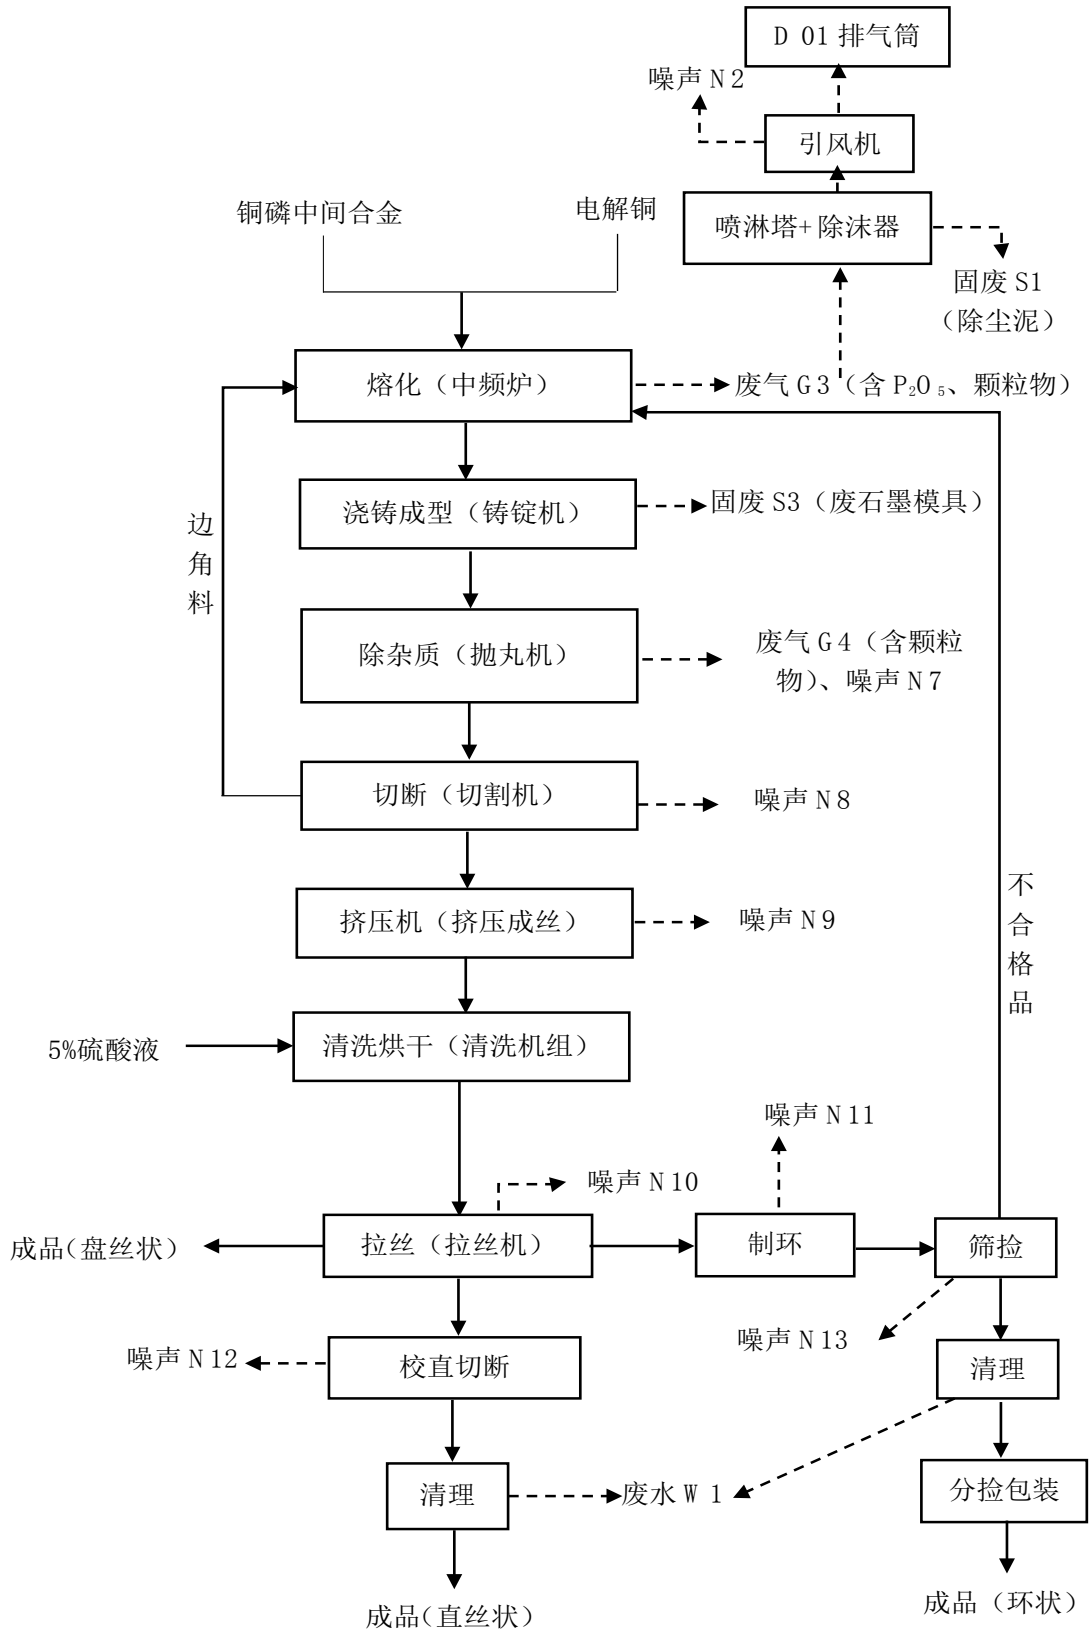 D 01 排气筒
噪声 N 2
引风机
铜磷中间合金
电解铜
喷淋塔+ 除沫器
固废 S1
（除尘泥）
熔化（中频炉）
废气 G 3（含 P₂O ₅、颗粒物）
浇铸成型（铸锭机）
固废 S3（废石墨模具）
边
角
料
除杂质（抛丸机）
废气 G 4（含颗粒
物）、噪声 N 7
切断（切割机）
噪声 N 8
挤压机（挤压成丝）
噪声 N 9
不
合
格
品
5%硫酸液
清洗烘干（清洗机组）
噪声 N 11
噪声 N 10
成品(盘丝状）
拉丝（拉丝机）
制环
筛捡
噪声 N 12
校直切断
噪声 N 13
清理
清理
废水 W 1
分捡包装
成品(直丝状）
成品（环状）